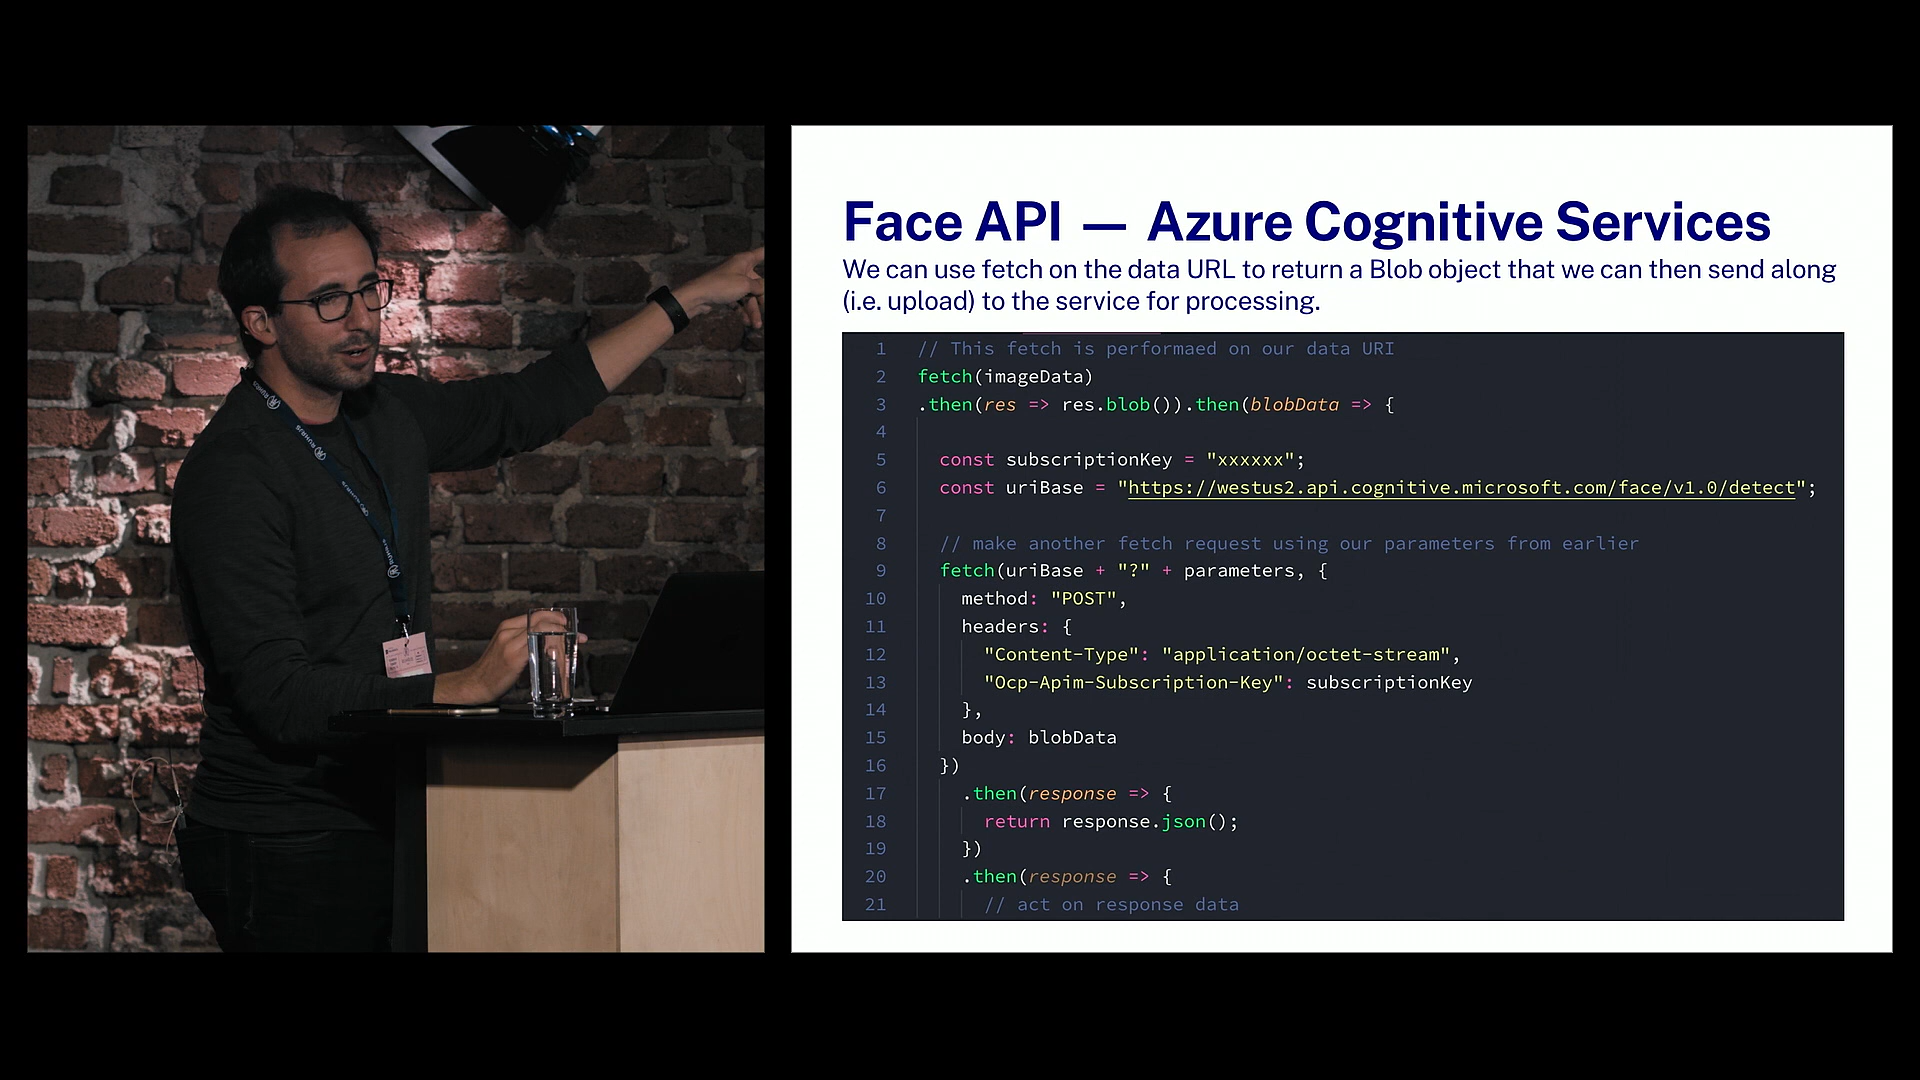 Face API — Azure Cognitive Services
We can use fetch on the data URL to return a Blob object that we can then send along
(i.e. upload) to the service for processing.
1 // This fetch is performaed on our data URI
2 fetch(imageData)
3 .then(res => res.blob()).then(blobData => {
4
5 const subscriptionKey = "xxxxxx";
6 const uriBase = "https://westus2.api.cognitive.microsoft.com/face/v1.0/detect";
7
8 // make another fetch request using our parameters from earlier
9 fetch(uriBase + "?" + parameters, {
10 method: "POST",
11 headers: {
12 "Content-Type": "application/octet-stream",
13 "Ocp-Apim-Subscription-Key": subscriptionKey
14 },
15 body: blobData
16 })
17 .then(response => {
18 return response.json();
19 })
20 .then(response => {
21 // act on response data